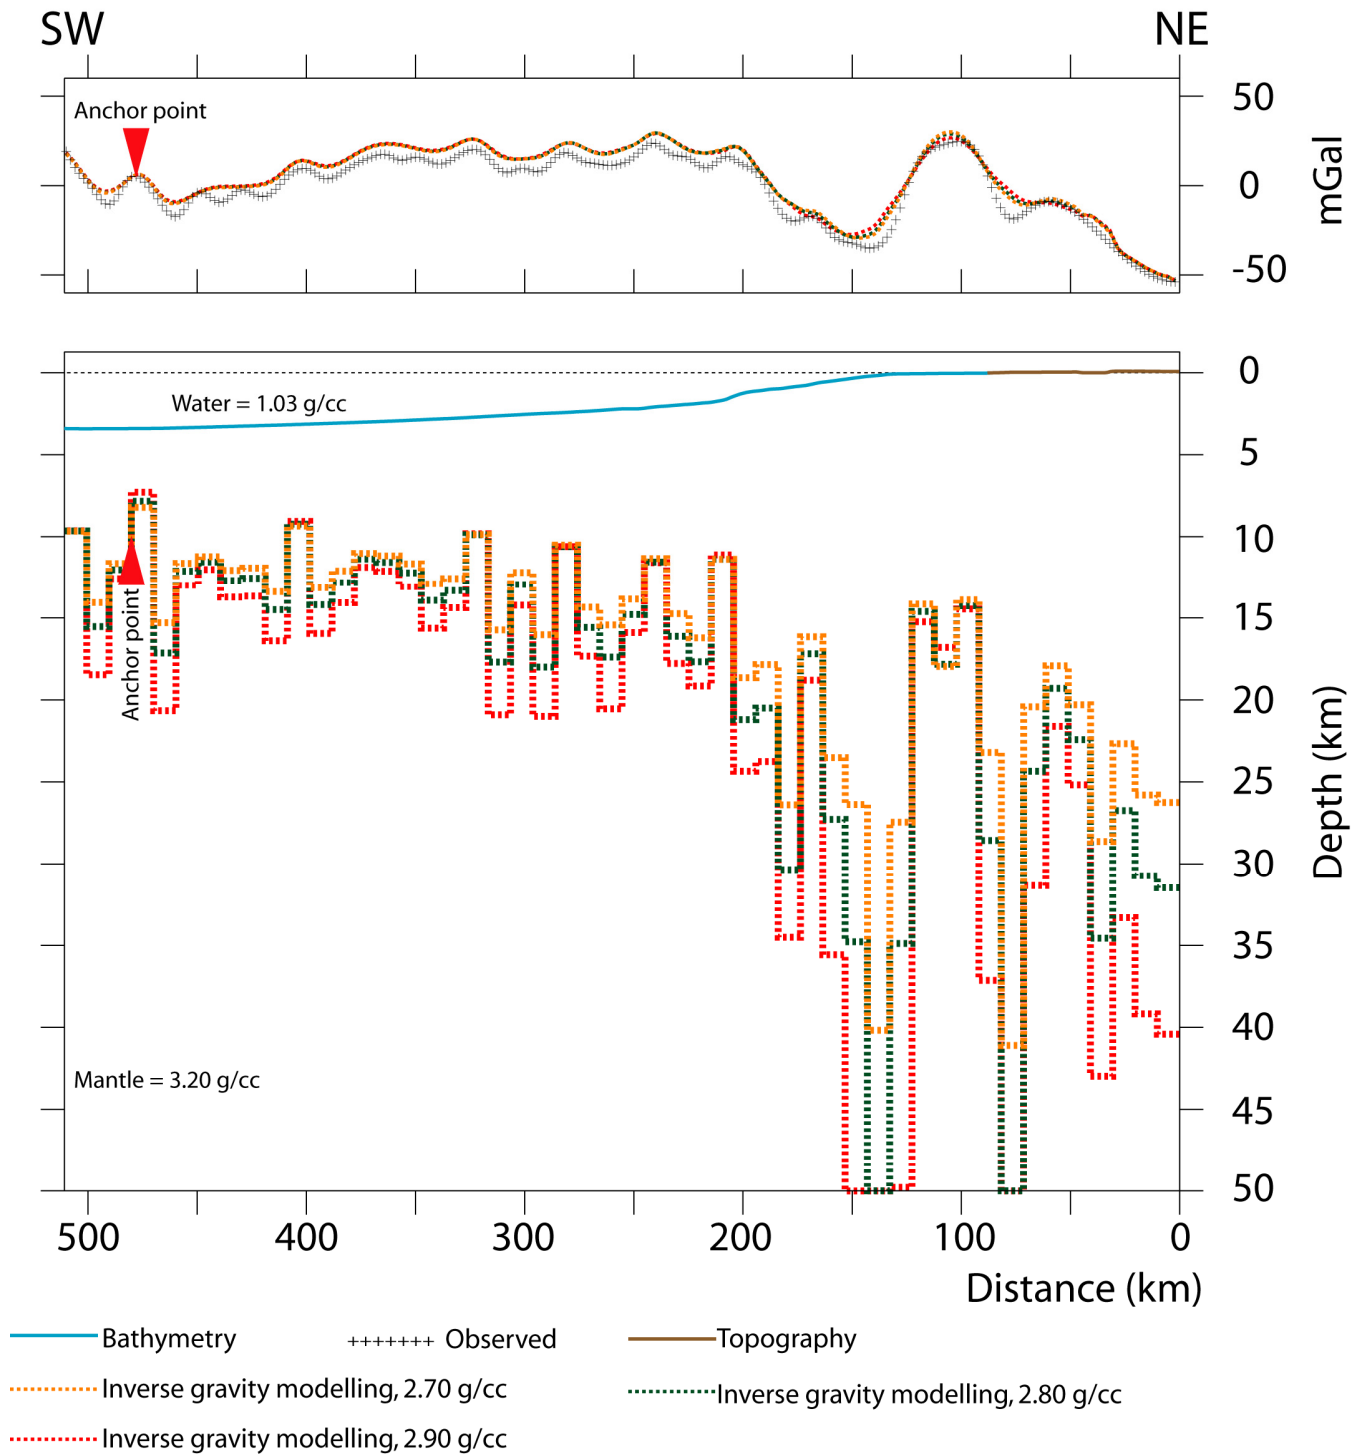 SW NE
Anchor point
50
0
-50
mGal
Water = 1.03 g/cc
Anchor point
Mantle = 3.20 g/cc
0
5
10
15
20
25
30
35
40
45
50
Depth (km)
500 400 300 200 100 0
Distance (km)
Bathymetry +++++++ Observed Topography
Inverse gravity modelling, 2.70 g/cc Inverse gravity modelling, 2.80 g/cc
Inverse gravity modelling, 2.90 g/cc